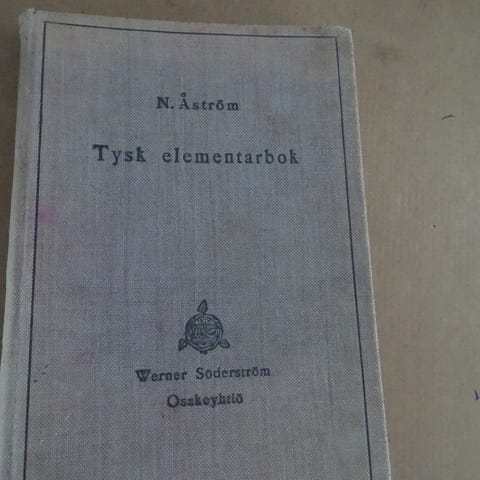 N. Åström
Tysk elementarbok
Werner Söderström
Osakeyhtiö